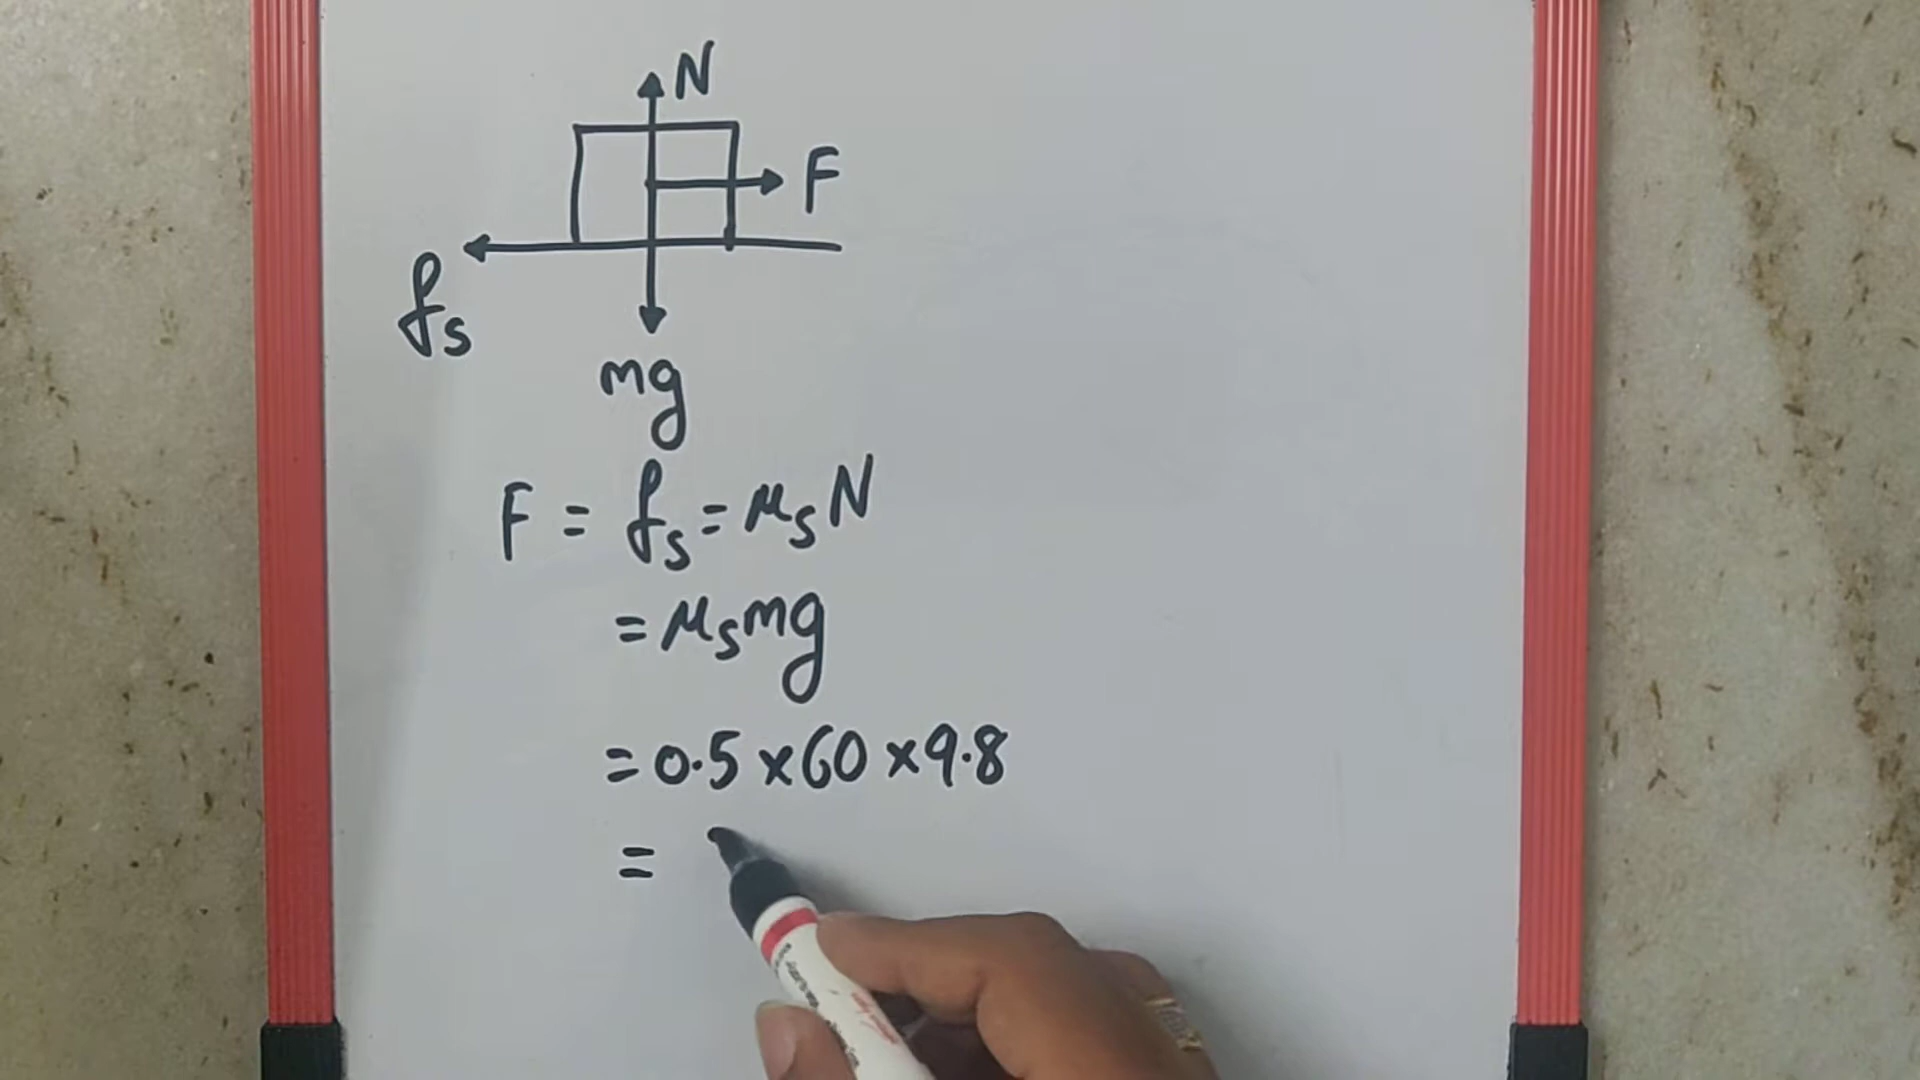 N
F
fs
mg
F = fs = μsN
= μsmg
= 0.5 × 60 × 9.8
=